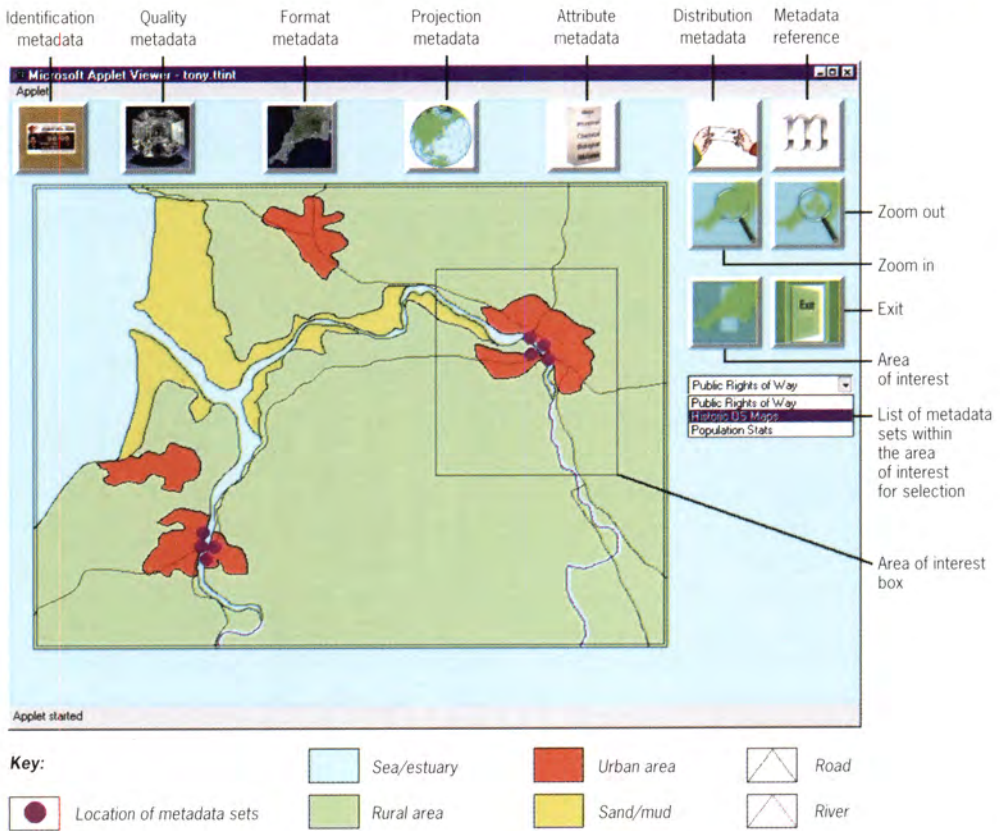 Identification
metadata
Quality
metadata
Format
metadata
Projection
metadata
Attribute
metadata
Distribution
metadata
Metadata
reference
Microsoft Applet Viewer - tony.ttint
Applet
Chemical
Biological
Zoom out
Zoom in
Exit
Exit
Area
of interest
Public Rights of Way
Public Rights of Way
Historic OS Maps
Population Stats
List of metadata
sets within
the area
of interest
for selection
Area of interest
box
Applet started
Key:
Location of metadata sets
Sea/estuary
Rural area
Urban area
Sand/mud
Road
River